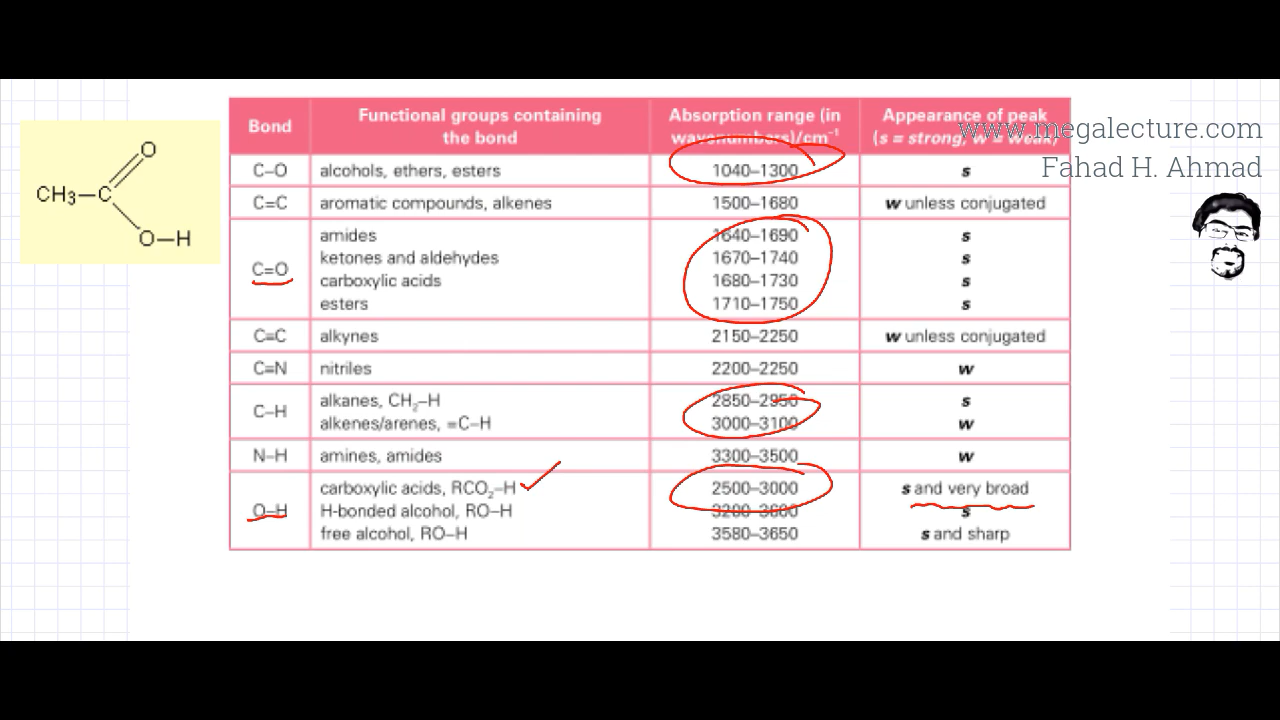 www.megalecture.com
Fahad H. Ahmad
O
CH₃–C
O–H
Bond
Functional groups containing
the bond
Absorption range (in
wavenumbers)/cm⁻¹
Appearance of peak
(s = strong, w = weak)
C–O alcohols, ethers, esters 1040–1300 s
C=C aromatic compounds, alkenes 1500–1680 w unless conjugated
C=O
amides 1640–1690 s
ketones and aldehydes 1670–1740 s
carboxylic acids 1680–1730 s
esters 1710–1750 s
C≡C alkynes 2150–2250 w unless conjugated
C≡N nitriles 2200–2250 w
C–H
alkanes, CH₂–H 2850–2950 s
alkenes/arenes, =C–H 3000–3100 w
N–H amines, amides 3300–3500 w
O–H
carboxylic acids, RCO₂–H 2500–3000 s and very broad
H-bonded alcohol, RO–H 3200–3600 s
free alcohol, RO–H 3580–3650 s and sharp